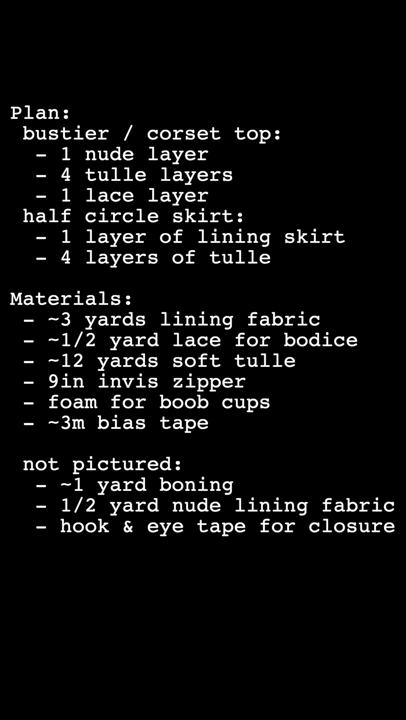 Plan:
bustier / corset top:
- 1 nude layer
- 4 tulle layers
- 1 lace layer
half circle skirt:
- 1 layer of lining skirt
- 4 layers of tulle
Materials:
- ~3 yards lining fabric
- ~1/2 yard lace for bodice
- ~12 yards soft tulle
- 9in invis zipper
- foam for boob cups
- ~3m bias tape
not pictured:
- ~1 yard boning
- 1/2 yard nude lining fabric
- hook & eye tape for closure